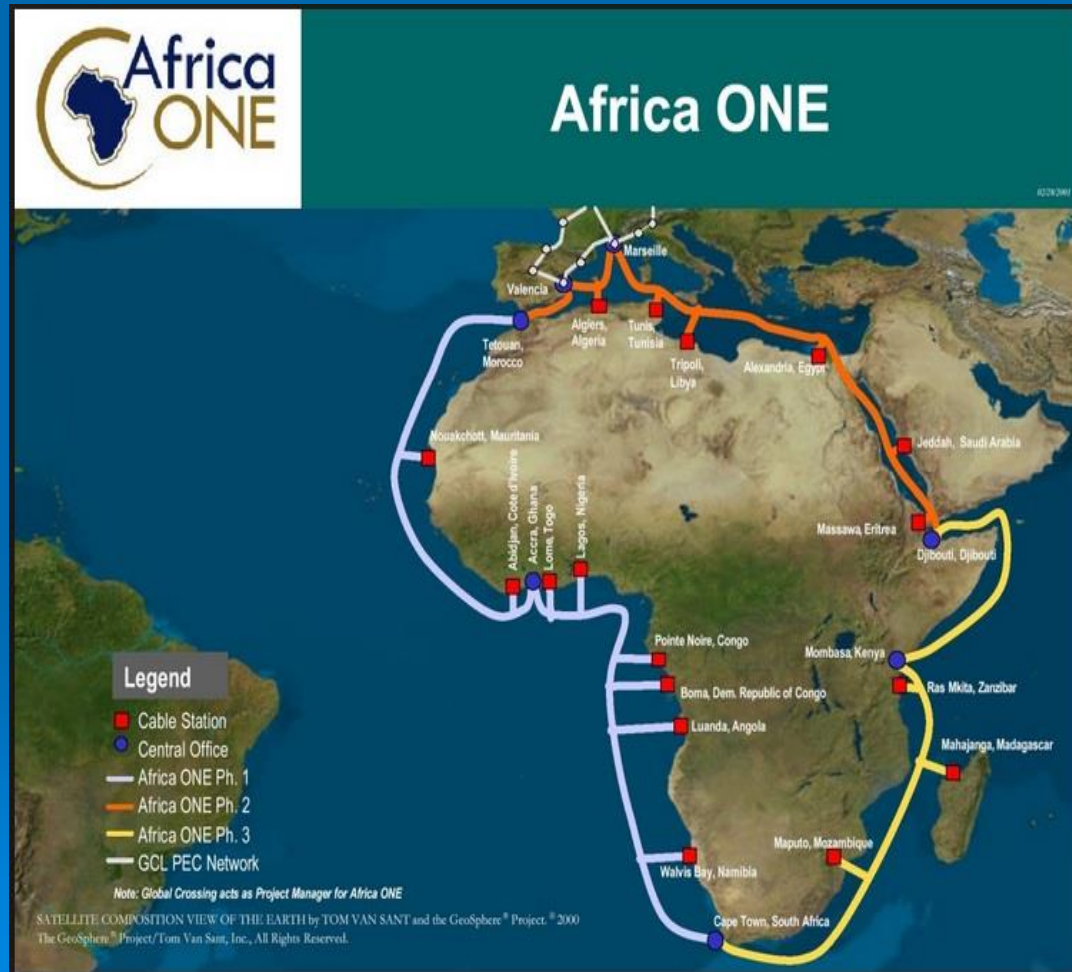 Africa
ONE
Africa ONE
02/28/2001
Marseille
Valencia
Algiers,
Algeria
Tunis,
Tunisia
Tetouan,
Morocco
Tripoli,
Libya
Alexandria, Egypt
Nouakchott, Mauritania
Jeddah, Saudi Arabia
Abidjan, Cote d'Ivoire
Accra, Ghana
Lome, Togo
Lagos, Nigeria
Massawa, Eritrea
Djibouti, Djibouti
Pointe Noire, Congo
Mombasa, Kenya
Boma, Dem. Republic of Congo
Ras Mkita, Zanzibar
Luanda, Angola
Mahajanga, Madagascar
Maputo, Mozambique
Walvis Bay, Namibia
Cape Town, South Africa
Legend
Cable Station
Central Office
Africa ONE Ph. 1
Africa ONE Ph. 2
Africa ONE Ph. 3
GCL PEC Network
Note: Global Crossing acts as Project Manager for Africa ONE
SATELLITE COMPOSITION VIEW OF THE EARTH by TOM VAN SANT and the GeoSphere® Project. ® 2000
The GeoSphere® Project/Tom Van Sant, Inc., All Rights Reserved.